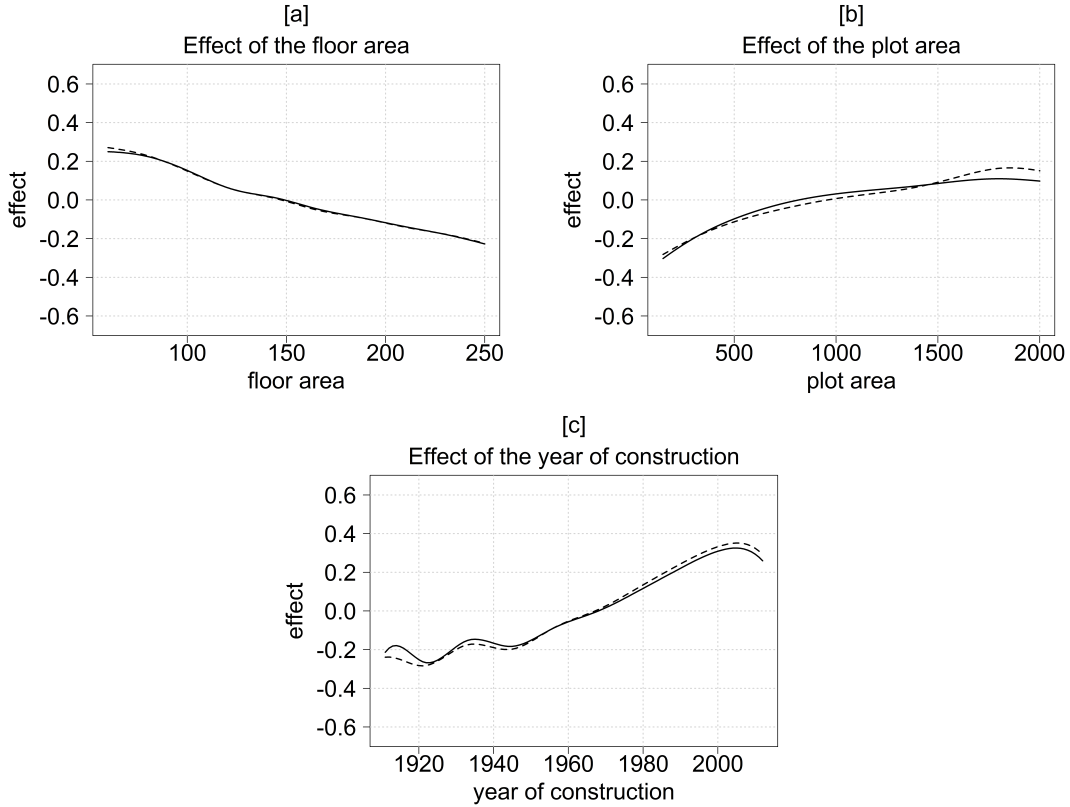 [a]
Effect of the floor area
0.6
0.4
0.2
0.0
-0.2
-0.4
-0.6
effect
100 150 200 250
floor area
[b]
Effect of the plot area
0.6
0.4
0.2
0.0
-0.2
-0.4
-0.6
effect
500 1000 1500 2000
plot area
[c]
Effect of the year of construction
0.6
0.4
0.2
0.0
-0.2
-0.4
-0.6
effect
1920 1940 1960 1980 2000
year of construction